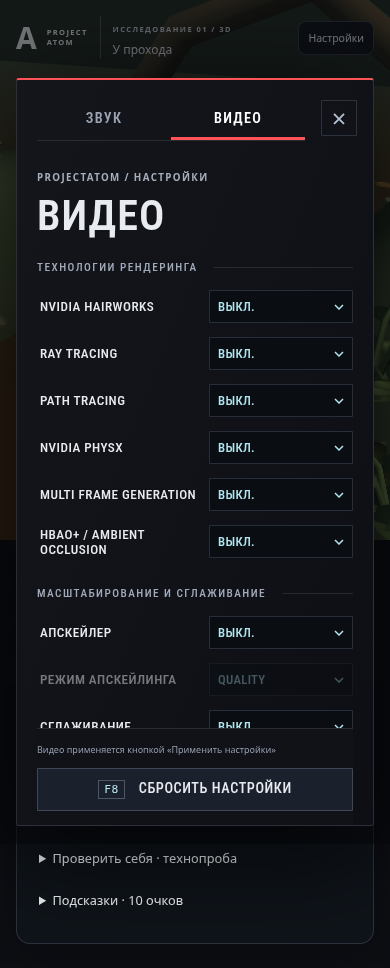 A PROJECT ATOM
ИССЛЕДОВАНИЕ 01 / 3D
У прохода
Настройки
ЗВУК
ВИДЕО
PROJECTATOM / НАСТРОЙКИ
ВИДЕО
ТЕХНОЛОГИИ РЕНДЕРИНГА
NVIDIA HAIRWORKS
ВЫКЛ.
RAY TRACING
ВЫКЛ.
PATH TRACING
ВЫКЛ.
NVIDIA PHYSX
ВЫКЛ.
MULTI FRAME GENERATION
ВЫКЛ.
HBAO+ / AMBIENT
OCCLUSION
ВЫКЛ.
МАСШТАБИРОВАНИЕ И СГЛАЖИВАНИЕ
АПСКЕЙЛЕР
ВЫКЛ.
РЕЖИМ АПСКЕЙЛИНГА
QUALITY
СГЛАЖИВАНИЕ
ВЫКЛ.
Видео применяется кнопкой «Применить настройки»
F8 СБРОСИТЬ НАСТРОЙКИ
Проверить себя · технопроба
Подсказки · 10 очков